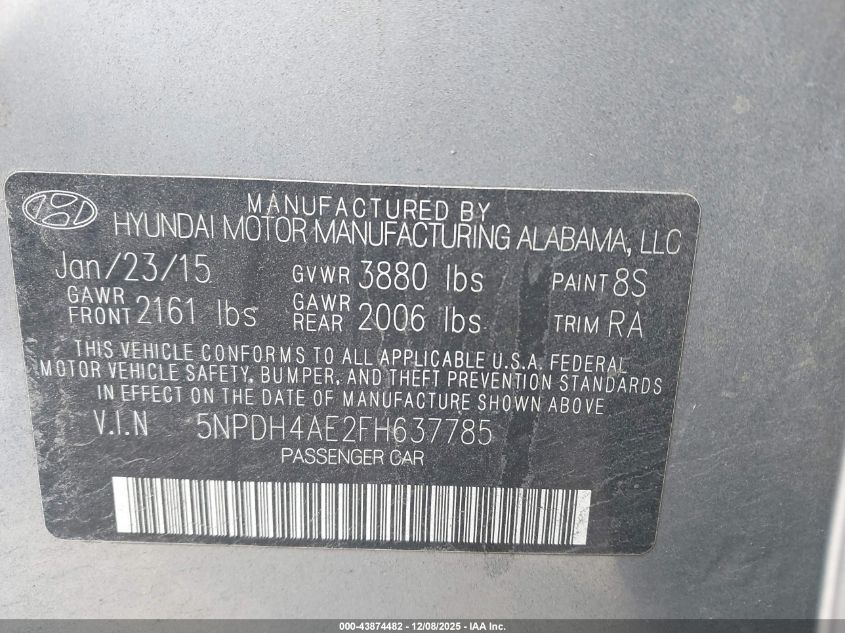 MANUFACTURED BY
HYUNDAI MOTOR MANUFACTURING ALABAMA, LLC
Jan/23/15 GVWR 3880 lbs PAINT 8S
GAWR FRONT 2161 lbs GAWR REAR 2006 lbs TRIM RA
THIS VEHICLE CONFORMS TO ALL APPLICABLE U.S.A. FEDERAL
MOTOR VEHICLE SAFETY, BUMPER, AND THEFT PREVENTION STANDARDS
IN EFFECT ON THE DATE OF MANUFACTURE SHOWN ABOVE
V.I.N 5NPDH4AE2FH637785
PASSENGER CAR
000-43874482 - 12/08/2025 - IAA Inc.